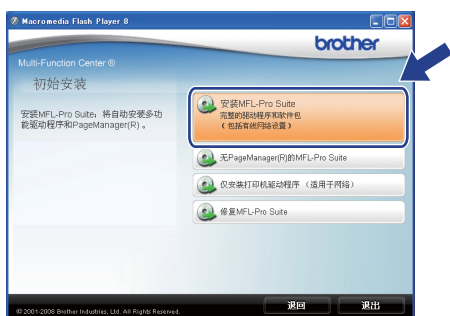 Macromedia Flash Player 8
brother
Multi-Function Center ®
初始安装
安装MFL-Pro Suite：将自动安装多功
能驱动程序和PageManager(R) 。
安装MFL-Pro Suite
完整的驱动程序和软件包
（包括有线网络设置）
无PageManager(R)的MFL-Pro Suite
仅安装打印机驱动程序 （适用于网络）
修复MFL-Pro Suite
© 2001-2008 Brother Industries, Ltd. All Rights Reserved.
退回
退出